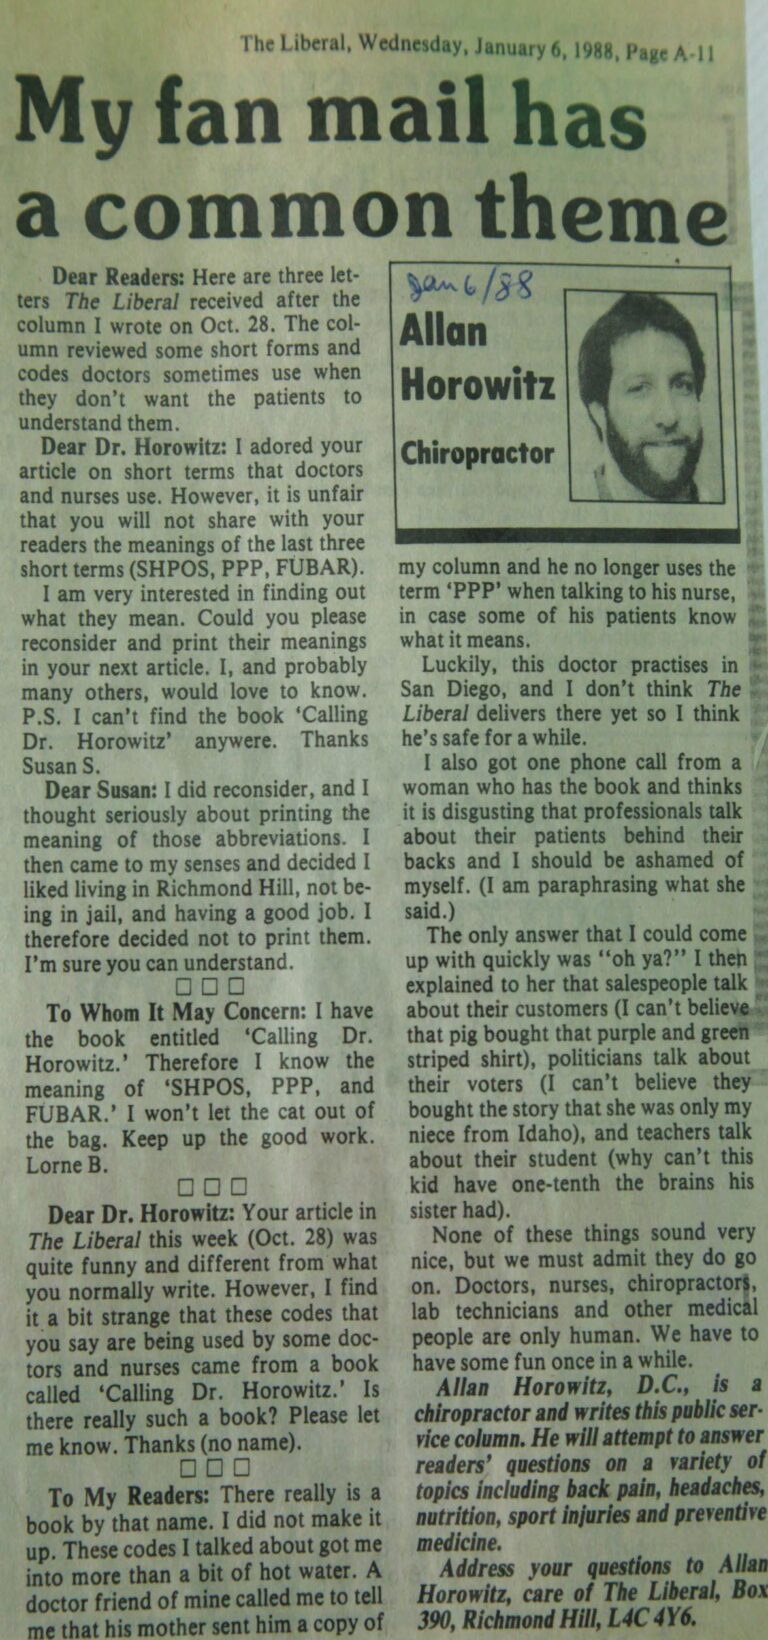 The Liberal, Wednesday, January 6, 1988, Page A-11
My fan mail has
a common theme
Dear Readers: Here are three let-
ters The Liberal received after the
column I wrote on Oct. 28. The col-
umn reviewed some short forms and
codes doctors sometimes use when
they don't want the patients to
understand them.
Dear Dr. Horowitz: I adored your
article on short terms that doctors
and nurses use. However, it is unfair
that you will not share with your
readers the meanings of the last three
short terms (SHPOS, PPP, FUBAR).
I am very interested in finding out
what they mean. Could you please
reconsider and print their meanings
in your next article. I, and probably
many others, would love to know.
P.S. I can't find the book 'Calling
Dr. Horowitz' anywere. Thanks
Susan S.
Dear Susan: I did reconsider, and I
thought seriously about printing the
meaning of those abbreviations. I
then came to my senses and decided I
liked living in Richmond Hill, not be-
ing in jail, and having a good job. I
therefore decided not to print them.
I'm sure you can understand.
To Whom It May Concern: I have
the book entitled 'Calling Dr.
Horowitz.' Therefore I know the
meaning of 'SHPOS, PPP, and
FUBAR.' I won't let the cat out of
the bag. Keep up the good work.
Lorne B.
Dear Dr. Horowitz: Your article in
The Liberal this week (Oct. 28) was
quite funny and different from what
you normally write. However, I find
it a bit strange that these codes that
you say are being used by some doc-
tors and nurses came from a book
called 'Calling Dr. Horowitz.' Is
there really such a book? Please let
me know. Thanks (no name).
To My Readers: There really is a
book by that name. I did not make it
up. These codes I talked about got me
into more than a bit of hot water. A
doctor friend of mine called me to tell
me that his mother sent him a copy of
Jan 6/88
Allan
Horowitz
Chiropractor
my column and he no longer uses the
term 'PPP' when talking to his nurse,
in case some of his patients know
what it means.
Luckily, this doctor practises in
San Diego, and I don't think The
Liberal delivers there yet so I think
he's safe for a while.
I also got one phone call from a
woman who has the book and thinks
it is disgusting that professionals talk
about their patients behind their
backs and I should be ashamed of
myself. (I am paraphrasing what she
said.)
The only answer that I could come
up with quickly was "oh ya?" I then
explained to her that salespeople talk
about their customers (I can't believe
that pig bought that purple and green
striped shirt), politicians talk about
their voters (I can't believe they
bought the story that she was only my
niece from Idaho), and teachers talk
about their student (why can't this
kid have one-tenth the brains his
sister had).
None of these things sound very
nice, but we must admit they do go
on. Doctors, nurses, chiropractors,
lab technicians and other medical
people are only human. We have to
have some fun once in a while.
Allan Horowitz, D.C., is a
chiropractor and writes this public ser-
vice column. He will attempt to answer
readers' questions on a variety of
topics including back pain, headaches,
nutrition, sport injuries and preventive
medicine.
Address your questions to Allan
Horowitz, care of The Liberal, Box
390, Richmond Hill, L4C 4Y6.